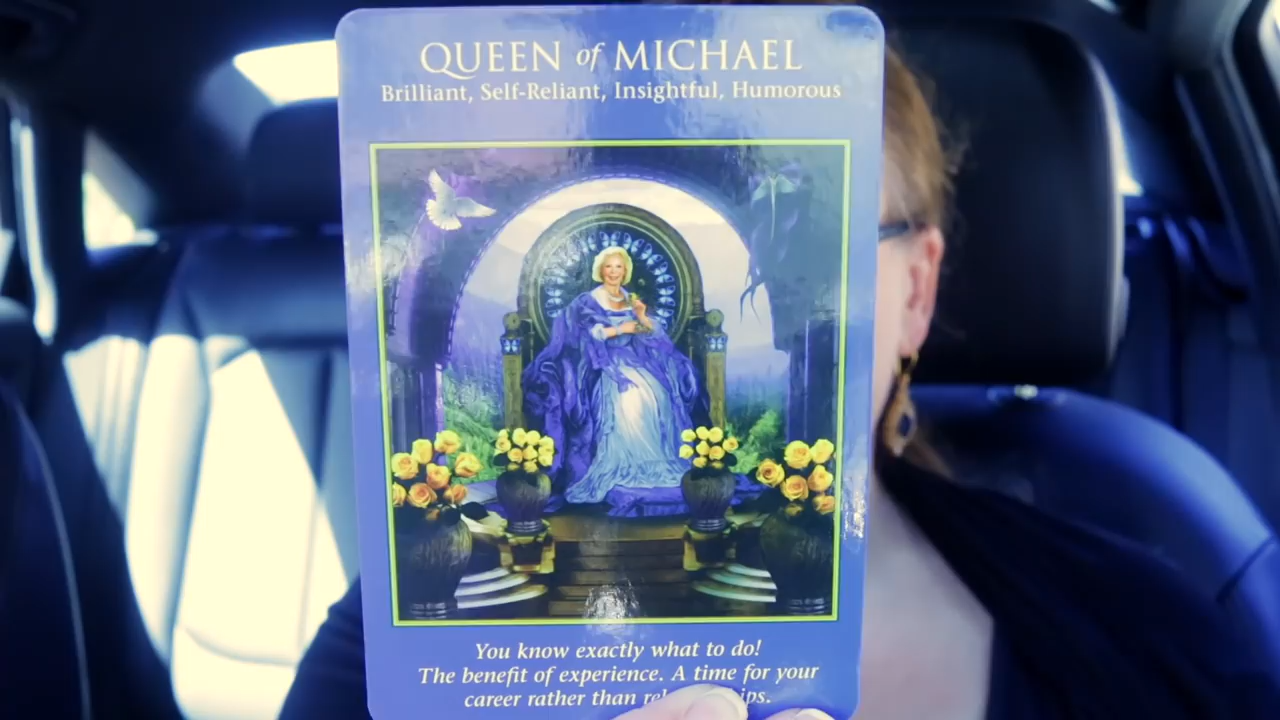 QUEEN of MICHAEL
Brilliant, Self-Reliant, Insightful, Humorous
You know exactly what to do!
The benefit of experience. A time for your
career rather than